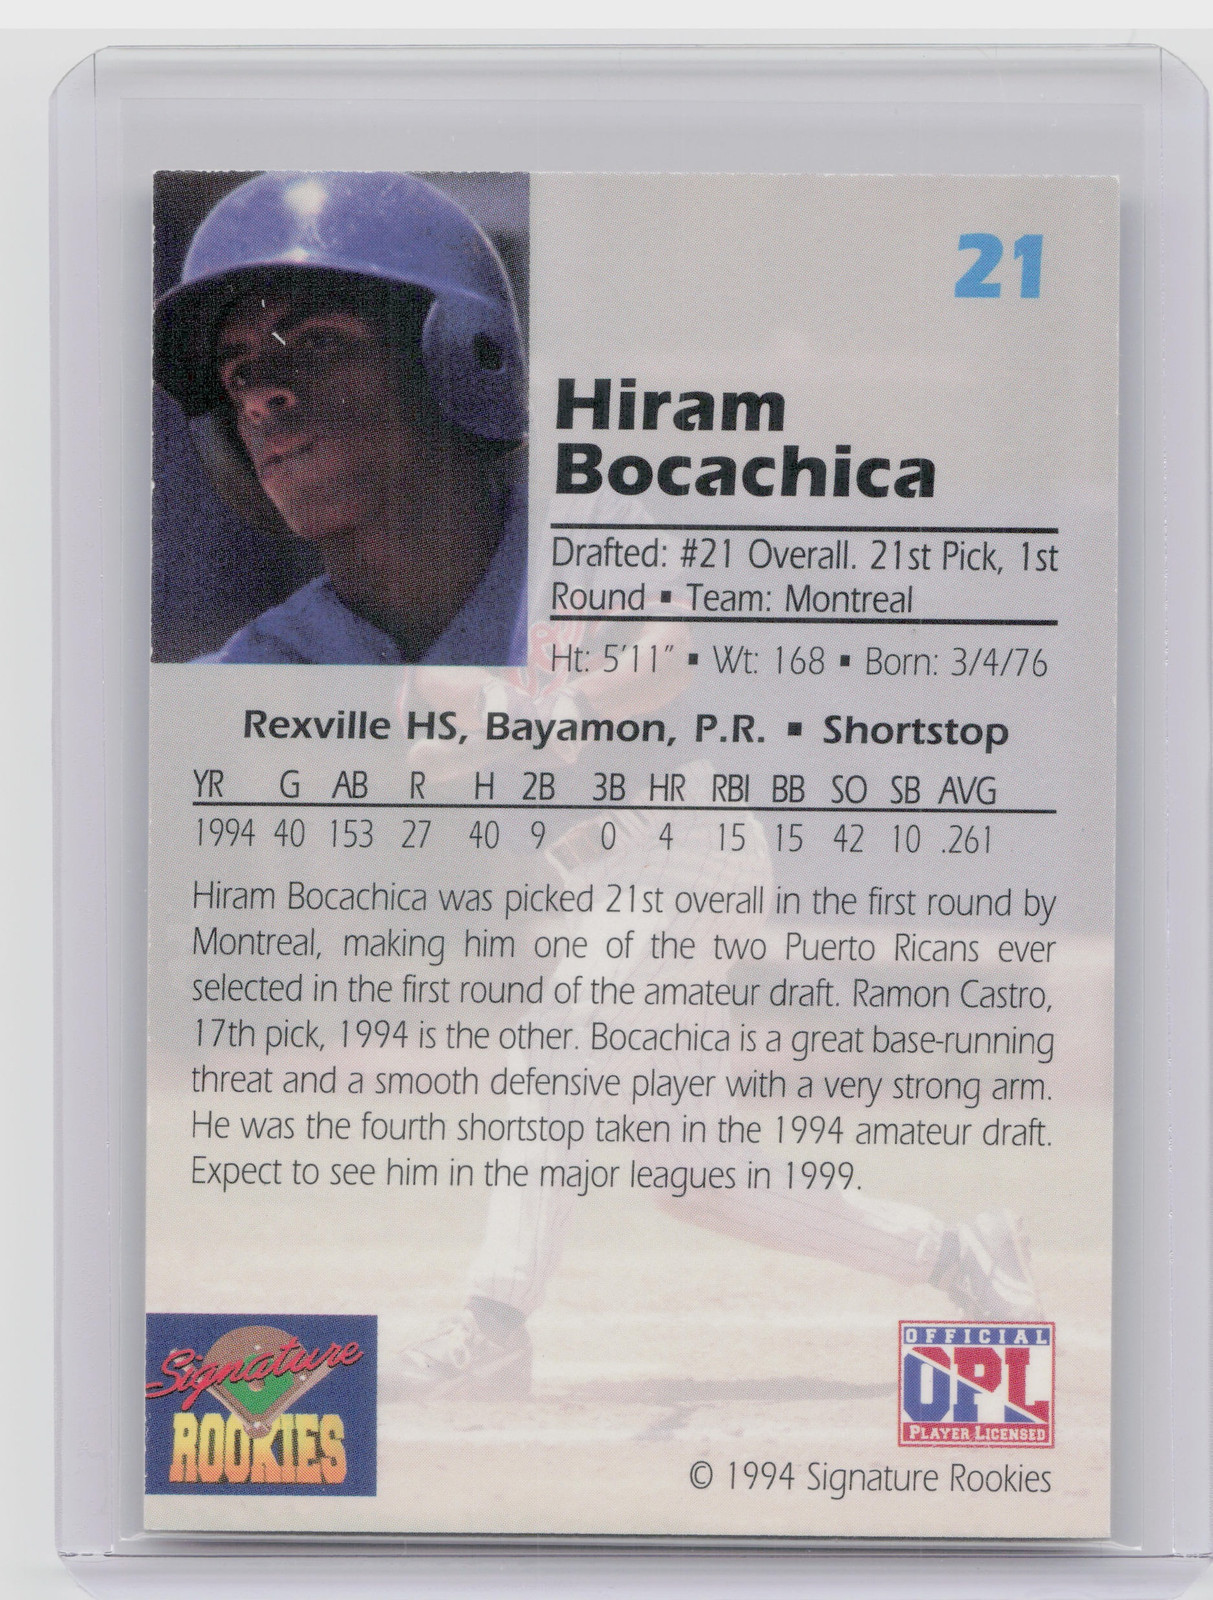 21
Hiram
Bocachica
Drafted: #21 Overall. 21st Pick, 1st
Round ▪ Team: Montreal
Ht: 5'11" ▪ Wt: 168 ▪ Born: 3/4/76
Rexville HS, Bayamon, P.R. ▪ Shortstop
YR G AB R H 2B 3B HR RBI BB SO SB AVG
1994 40 153 27 40 9 0 4 15 15 42 10 .261
Hiram Bocachica was picked 21st overall in the first round by
Montreal, making him one of the two Puerto Ricans ever
selected in the first round of the amateur draft. Ramon Castro,
17th pick, 1994 is the other. Bocachica is a great base-running
threat and a smooth defensive player with a very strong arm.
He was the fourth shortstop taken in the 1994 amateur draft.
Expect to see him in the major leagues in 1999.
Signature
ROOKIES
OFFICIAL
OPL
PLAYER LICENSED
© 1994 Signature Rookies